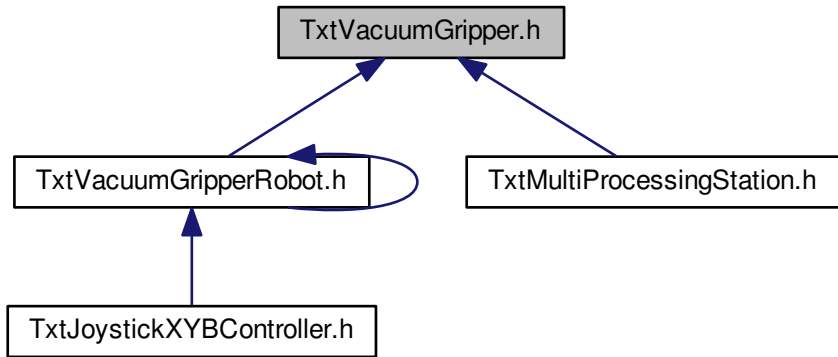 TxtVacuumGripper.h
TxtVacuumGripperRobot.h
TxtMultiProcessingStation.h
TxtJoystickXYBController.h